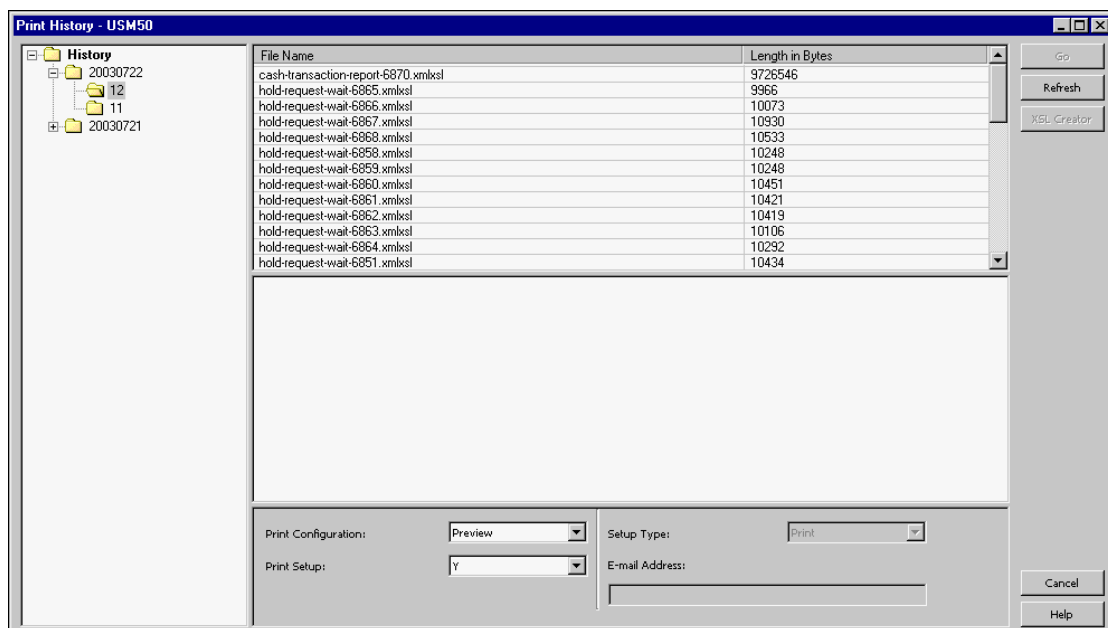 Print History - USM50
History
20030722
12
11
20030721
File Name Length in Bytes
cash-transaction-report-6870.xmlxsl 9726546
hold-request-wait-6865.xmlxsl 9966
hold-request-wait-6866.xmlxsl 10073
hold-request-wait-6867.xmlxsl 10930
hold-request-wait-6868.xmlxsl 10533
hold-request-wait-6858.xmlxsl 10248
hold-request-wait-6859.xmlxsl 10248
hold-request-wait-6860.xmlxsl 10451
hold-request-wait-6861.xmlxsl 10421
hold-request-wait-6862.xmlxsl 10419
hold-request-wait-6863.xmlxsl 10106
hold-request-wait-6864.xmlxsl 10292
hold-request-wait-6851.xmlxsl 10434
Go
Refresh
XSL Creator
Print Configuration: Preview
Print Setup: Y
Setup Type: Print
E-mail Address:
Cancel
Help